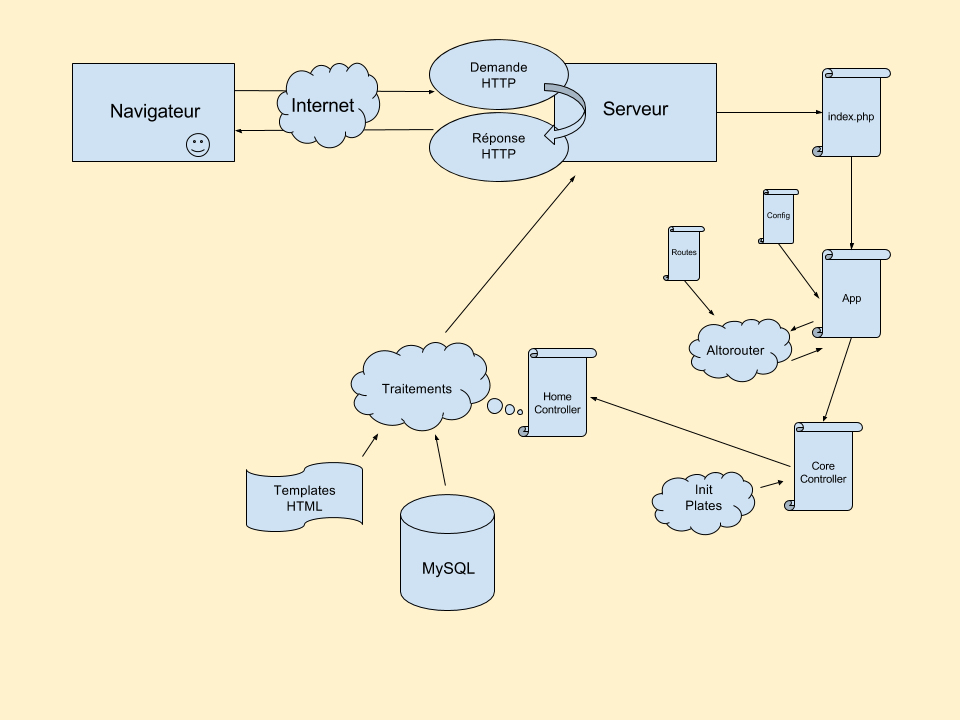 Navigateur
Internet
Demande
HTTP
Réponse
HTTP
Serveur
index.php
Config
Routes
App
Altorouter
Traitements
Home
Controller
Core
Controller
Init
Plates
Templates
HTML
MySQL